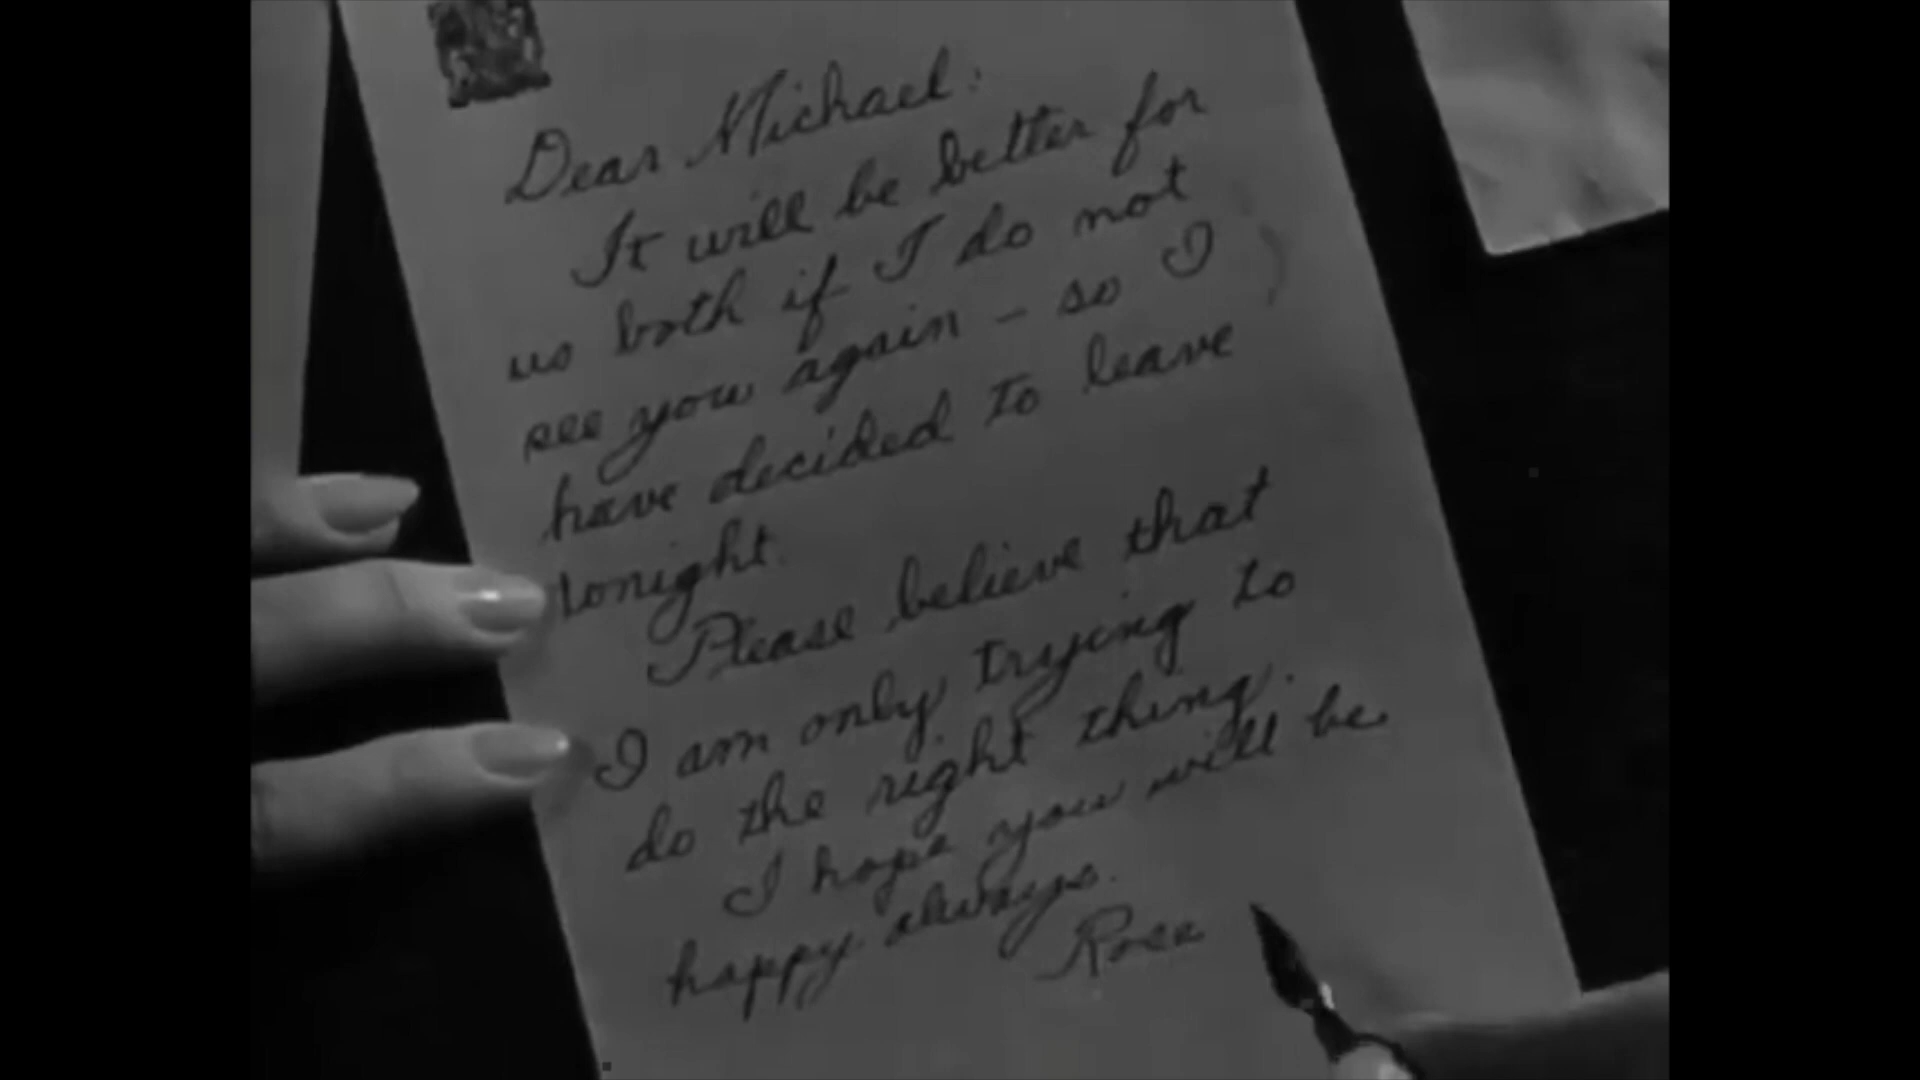 Dear Michael:
It will be better for
us both if I do not
see you again - so I
have decided to leave
tonight.
Please believe that
I am only trying to
do the right thing.
I hope you will be
happy always.
Rose